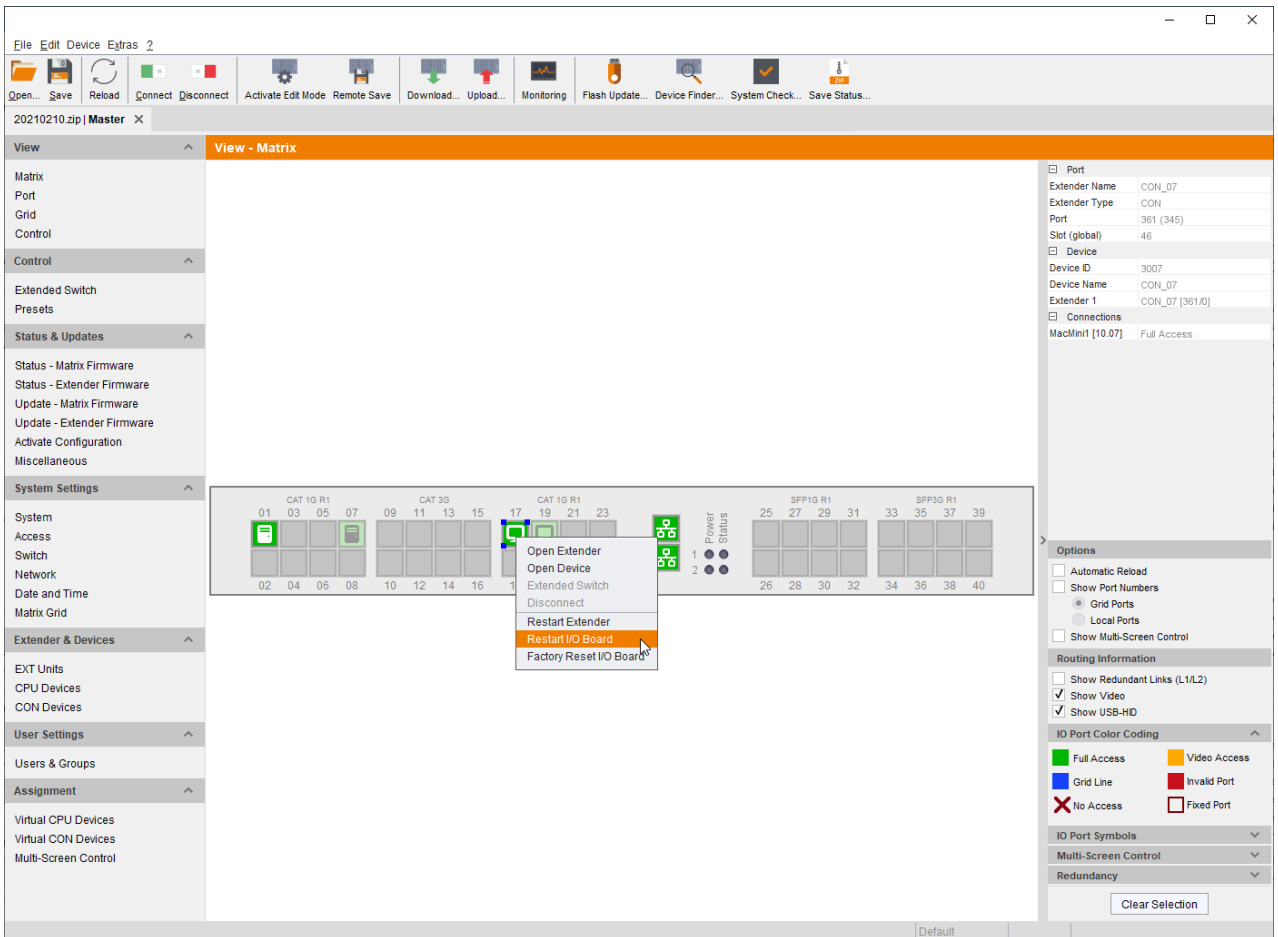 File Edit Device Extras ?
Open... Save Reload Connect Disconnect Activate Edit Mode Remote Save Download... Upload... Monitoring Flash Update... Device Finder... System Check... Save Status...
ZIP
20210210.zip | Master
View
Matrix
Port
Grid
Control
Control
Extended Switch
Presets
Status & Updates
Status - Matrix Firmware
Status - Extender Firmware
Update - Matrix Firmware
Update - Extender Firmware
Activate Configuration
Miscellaneous
System Settings
System
Access
Switch
Network
Date and Time
Matrix Grid
Extender & Devices
EXT Units
CPU Devices
CON Devices
User Settings
Users & Groups
Assignment
Virtual CPU Devices
Virtual CON Devices
Multi-Screen Control
View - Matrix
CAT 1G R1 CAT 3G CAT 1G R1 SFP1G R1 SFP3G R1
01 03 05 07 09 11 13 15 17 19 21 23 25 27 29 31 33 35 37 39
Power
Status
1
2
02 04 06 08 10 12 14 16 26 28 30 32 34 36 38 40
Open Extender
Open Device
Extended Switch
Disconnect
Restart Extender
Restart I/O Board
Factory Reset I/O Board
Port
Extender Name CON_07
Extender Type CON
Port 361 (345)
Slot (global) 46
Device
Device ID 3007
Device Name CON_07
Extender 1 CON_07 [361/0]
Connections
MacMini1 [10.07] Full Access
Options
Automatic Reload
Show Port Numbers
Grid Ports
Local Ports
Show Multi-Screen Control
Routing Information
Show Redundant Links (L1/L2)
Show Video
Show USB-HID
IO Port Color Coding
Full Access Video Access
Grid Line Invalid Port
No Access Fixed Port
IO Port Symbols
Multi-Screen Control
Redundancy
Clear Selection
Default